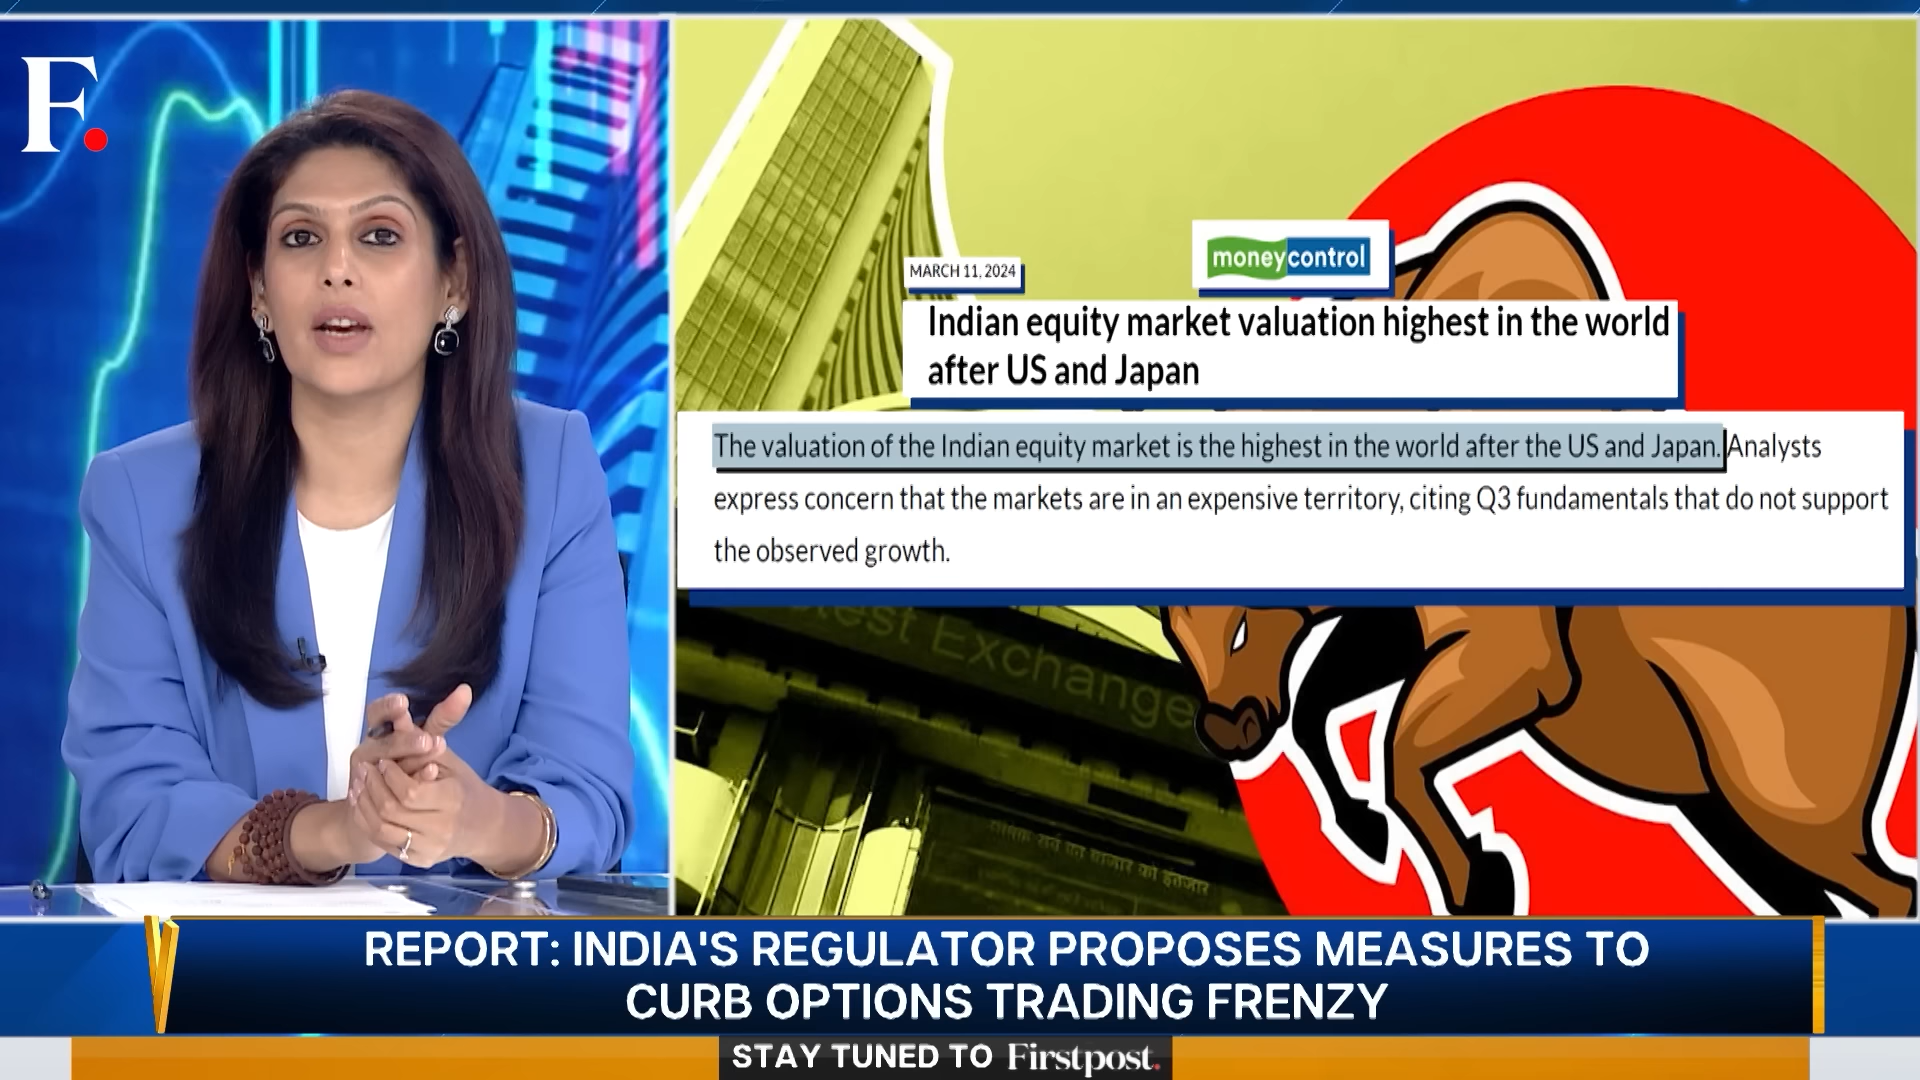 F.
MARCH 11, 2024
moneycontrol
Indian equity market valuation highest in the world
after US and Japan
The valuation of the Indian equity market is the highest in the world after the US and Japan. Analysts
express concern that the markets are in an expensive territory, citing Q3 fundamentals that do not support
the observed growth.
Exchange
REPORT: INDIA'S REGULATOR PROPOSES MEASURES TO
CURB OPTIONS TRADING FRENZY
STAY TUNED TO Firstpost.